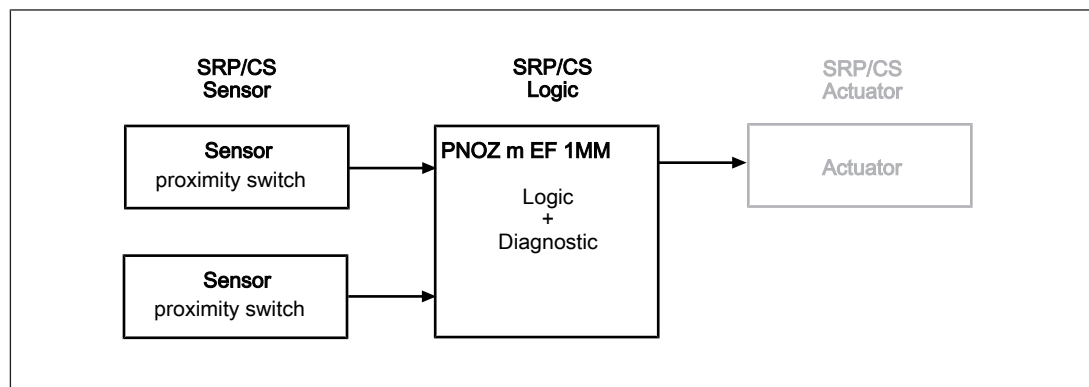 SRP/CS
Sensor
SRP/CS
Logic
SRP/CS
Actuator
Sensor
proximity switch
PNOZ m EF 1MM
Logic
+
Diagnostic
Actuator
Sensor
proximity switch